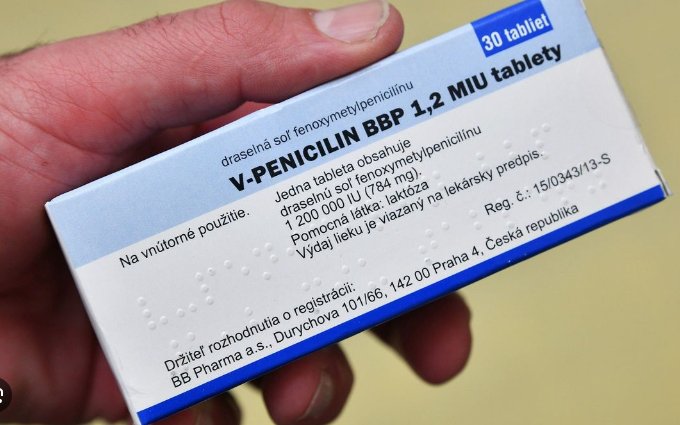 30 tabliet
draselná soľ fenoxymetylpenicilínu
V-PENICILIN BBP 1,2 MIU tablety
Na vnútorné použitie.
Jedna tableta obsahuje
draselnú soľ fenoxymetylpenicilínu
1 200 000 IU (784 mg).
Pomocná látka: laktóza
Výdaj lieku je viazaný na lekársky predpis.
Reg. č.: 15/0343/13-S
Držiteľ rozhodnutia o registrácii:
BB Pharma a.s., Durychova 101/66, 142 00 Praha 4, Česká republika